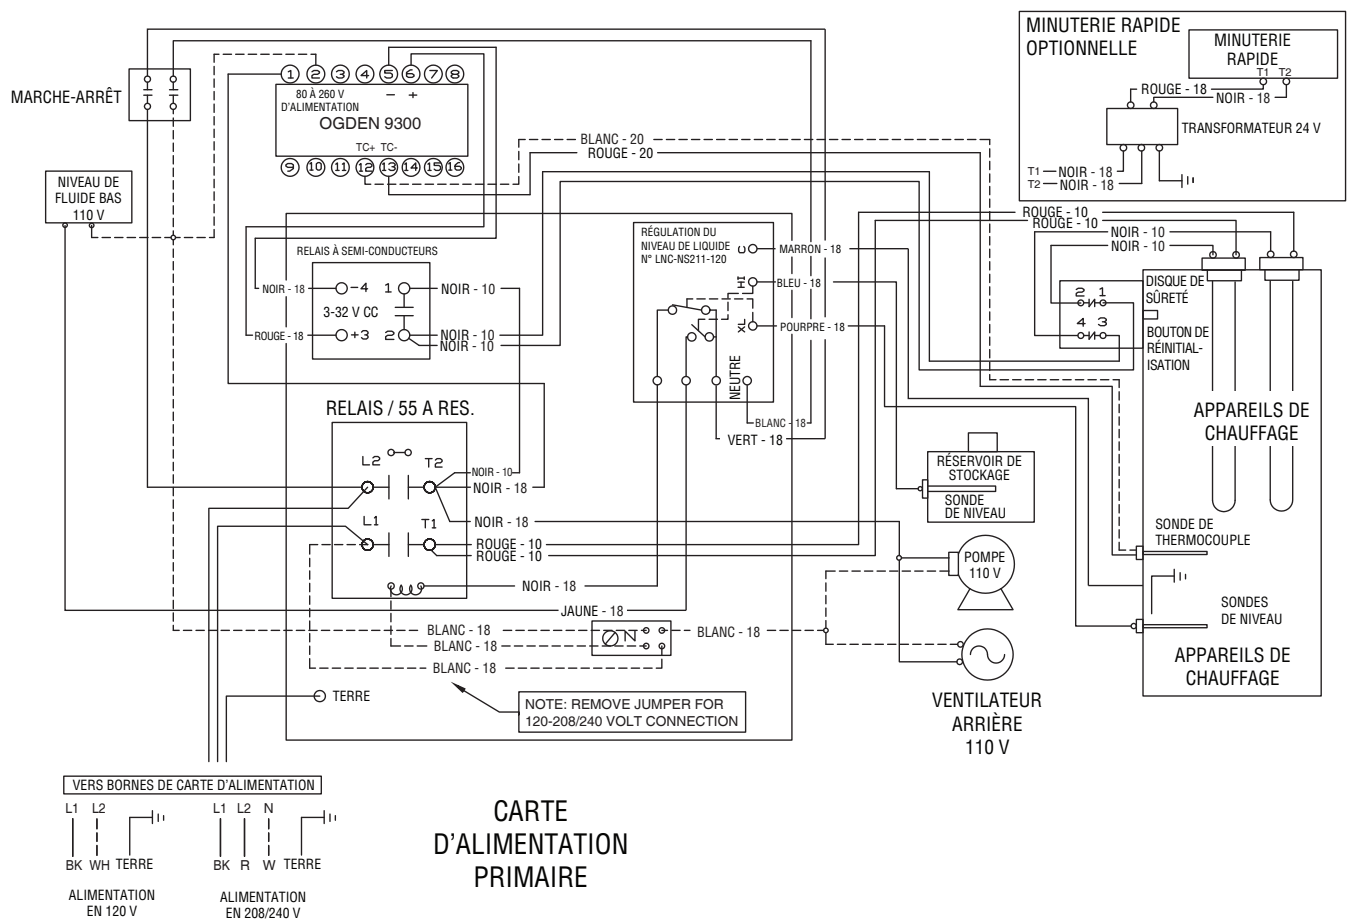 MINUTERIE RAPIDE
OPTIONNELLE
MINUTERIE
RAPIDE
T1 T2
ROUGE - 18
NOIR - 18
TRANSFORMATEUR 24 V
T1 NOIR - 18
T2 NOIR - 18
MARCHE-ARRÊT
1 2 3 4 5 6 7 8
80 À 260 V
D'ALIMENTATION
- +
OGDEN 9300
TC+ TC-
9 10 11 12 13 14 15 16
BLANC - 20
ROUGE - 20
NIVEAU DE
FLUIDE BAS
110 V
RELAIS À SEMI-CONDUCTEURS
NOIR - 18
-4 1
NOIR - 10
3-32 V CC
ROUGE - 18
+3 2
NOIR - 10
NOIR - 10
RÉGULATION DU
NIVEAU DE LIQUIDE
N° LNC-NS211-120
C
MARRON - 18
HI
BLEU - 18
XL
POURPRE - 18
NEUTRE
BLANC - 18
VERT - 18
ROUGE - 10
ROUGE - 10
NOIR - 10
NOIR - 10
2 1
4 3
DISQUE DE
SÛRETÉ
BOUTON DE
RÉINITIAL-
ISATION
APPAREILS DE
CHAUFFAGE
RELAIS / 55 A RES.
L2 T2
NOIR - 10
NOIR - 18
L1 T1
NOIR - 18
ROUGE - 10
ROUGE - 10
NOIR - 18
JAUNE - 18
RÉSERVOIR DE
STOCKAGE
SONDE
DE NIVEAU
POMPE
110 V
SONDE DE
THERMOCOUPLE
SONDES
DE NIVEAU
APPAREILS DE
CHAUFFAGE
BLANC - 18
BLANC - 18
BLANC - 18
N
BLANC - 18
VENTILATEUR
ARRIÈRE
110 V
TERRE
NOTE: REMOVE JUMPER FOR
120-208/240 VOLT CONNECTION
VERS BORNES DE CARTE D'ALIMENTATION
L1 L2
BK WH TERRE
ALIMENTATION
EN 120 V
L1 L2 N
BK R W TERRE
ALIMENTATION
EN 208/240 V
CARTE
D'ALIMENTATION
PRIMAIRE